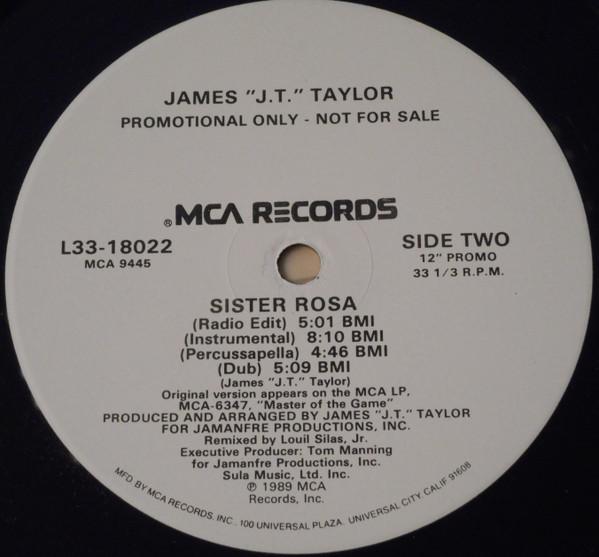 JAMES "J.T." TAYLOR
PROMOTIONAL ONLY - NOT FOR SALE
® MCA RECORDS
L33-18022
MCA 9445
SIDE TWO
12" PROMO
33 1/3 R.P.M.
SISTER ROSA
(Radio Edit) 5:01 BMI
(Instrumental) 8:10 BMI
(Percussapella) 4:46 BMI
(Dub) 5:09 BMI
(James "J.T." Taylor)
Original version appears on the MCA LP,
MCA-6347, "Master of the Game"
PRODUCED AND ARRANGED BY JAMES "J.T." TAYLOR
FOR JAMANFRE PRODUCTIONS, INC.
Remixed by Louil Silas, Jr.
Executive Producer: Tom Manning
for Jamanfre Productions, Inc.
Sula Music, Ltd. Inc.
℗ 1989 MCA
Records, Inc.
MFD BY MCA RECORDS, INC., 100 UNIVERSAL PLAZA, UNIVERSAL CITY, CALIF 91608